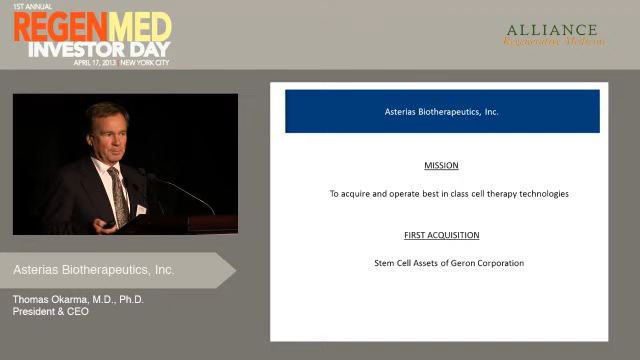 1ST ANNUAL
REGENMED
INVESTOR DAY
APRIL 17, 2013 | NEW YORK CITY
ALLIANCE
Regenerative Medicine
Asterias Biotherapeutics, Inc.
MISSION
To acquire and operate best in class cell therapy technologies
FIRST ACQUISITION
Stem Cell Assets of Geron Corporation
Asterias Biotherapeutics, Inc.
Thomas Okarma, M.D., Ph.D.
President & CEO